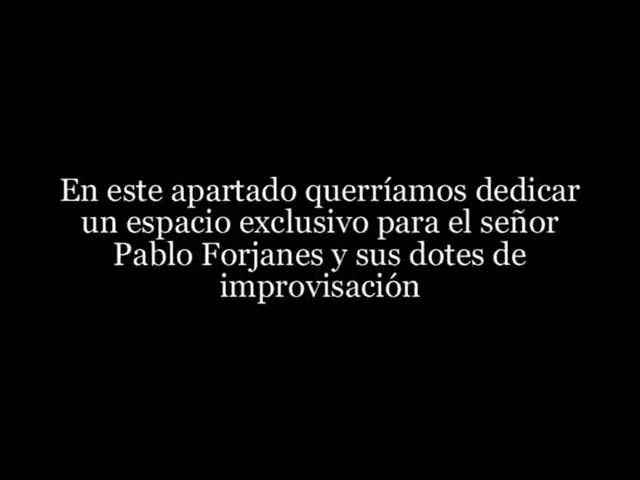 En este apartado querríamos dedicar
un espacio exclusivo para el señor
Pablo Forjanes y sus dotes de
improvisación